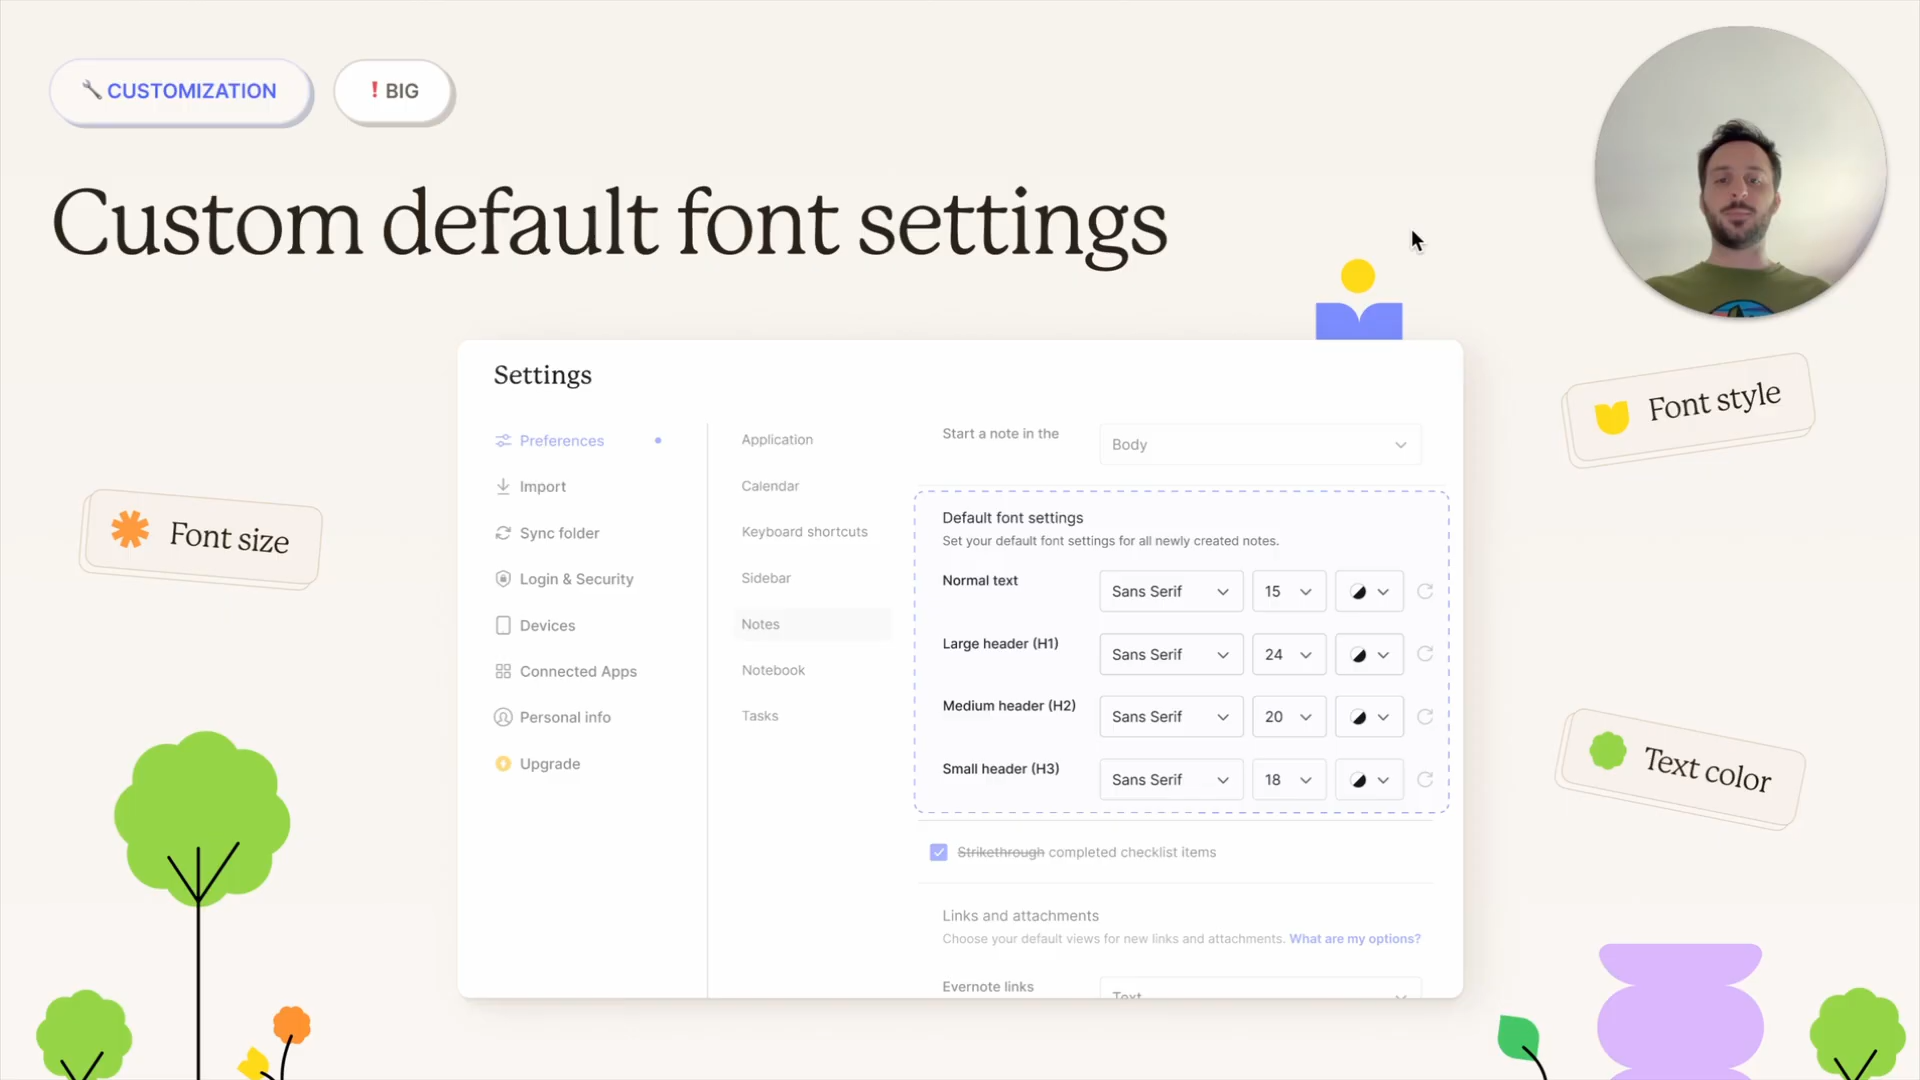 CUSTOMIZATION
❗BIG
Custom default font settings
Font style
Font size
Text color
Settings
Preferences
Import
Sync folder
Login & Security
Devices
Connected Apps
Personal info
Upgrade
Application
Calendar
Keyboard shortcuts
Sidebar
Notes
Notebook
Tasks
Start a note in the
Body
Default font settings
Set your default font settings for all newly created notes.
Normal text
Sans Serif
15
Large header (H1)
Sans Serif
24
Medium header (H2)
Sans Serif
20
Small header (H3)
Sans Serif
18
Strikethrough completed checklist items
Links and attachments
Choose your default views for new links and attachments. What are my options?
Evernote links
Text